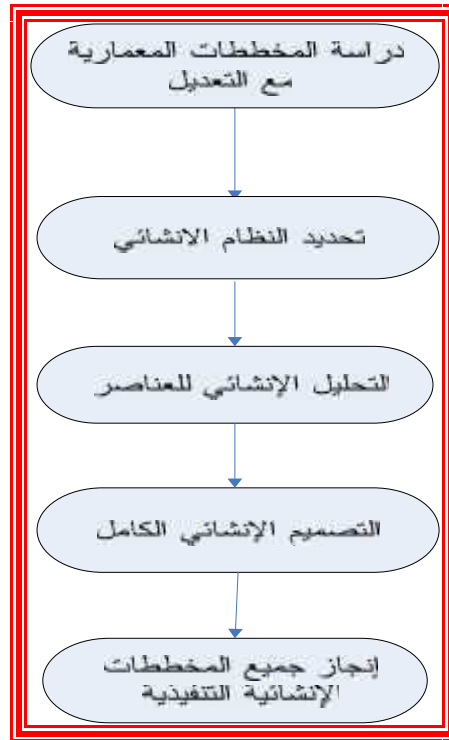 دراسة المخططات المعمارية
مع التعديل
تحديد النظام الانشائي
التحليل الإنشائي للعناصر
التصميم الإنشائي الكامل
إنجاز جميع المخططات
الإنشائية التنفيذية